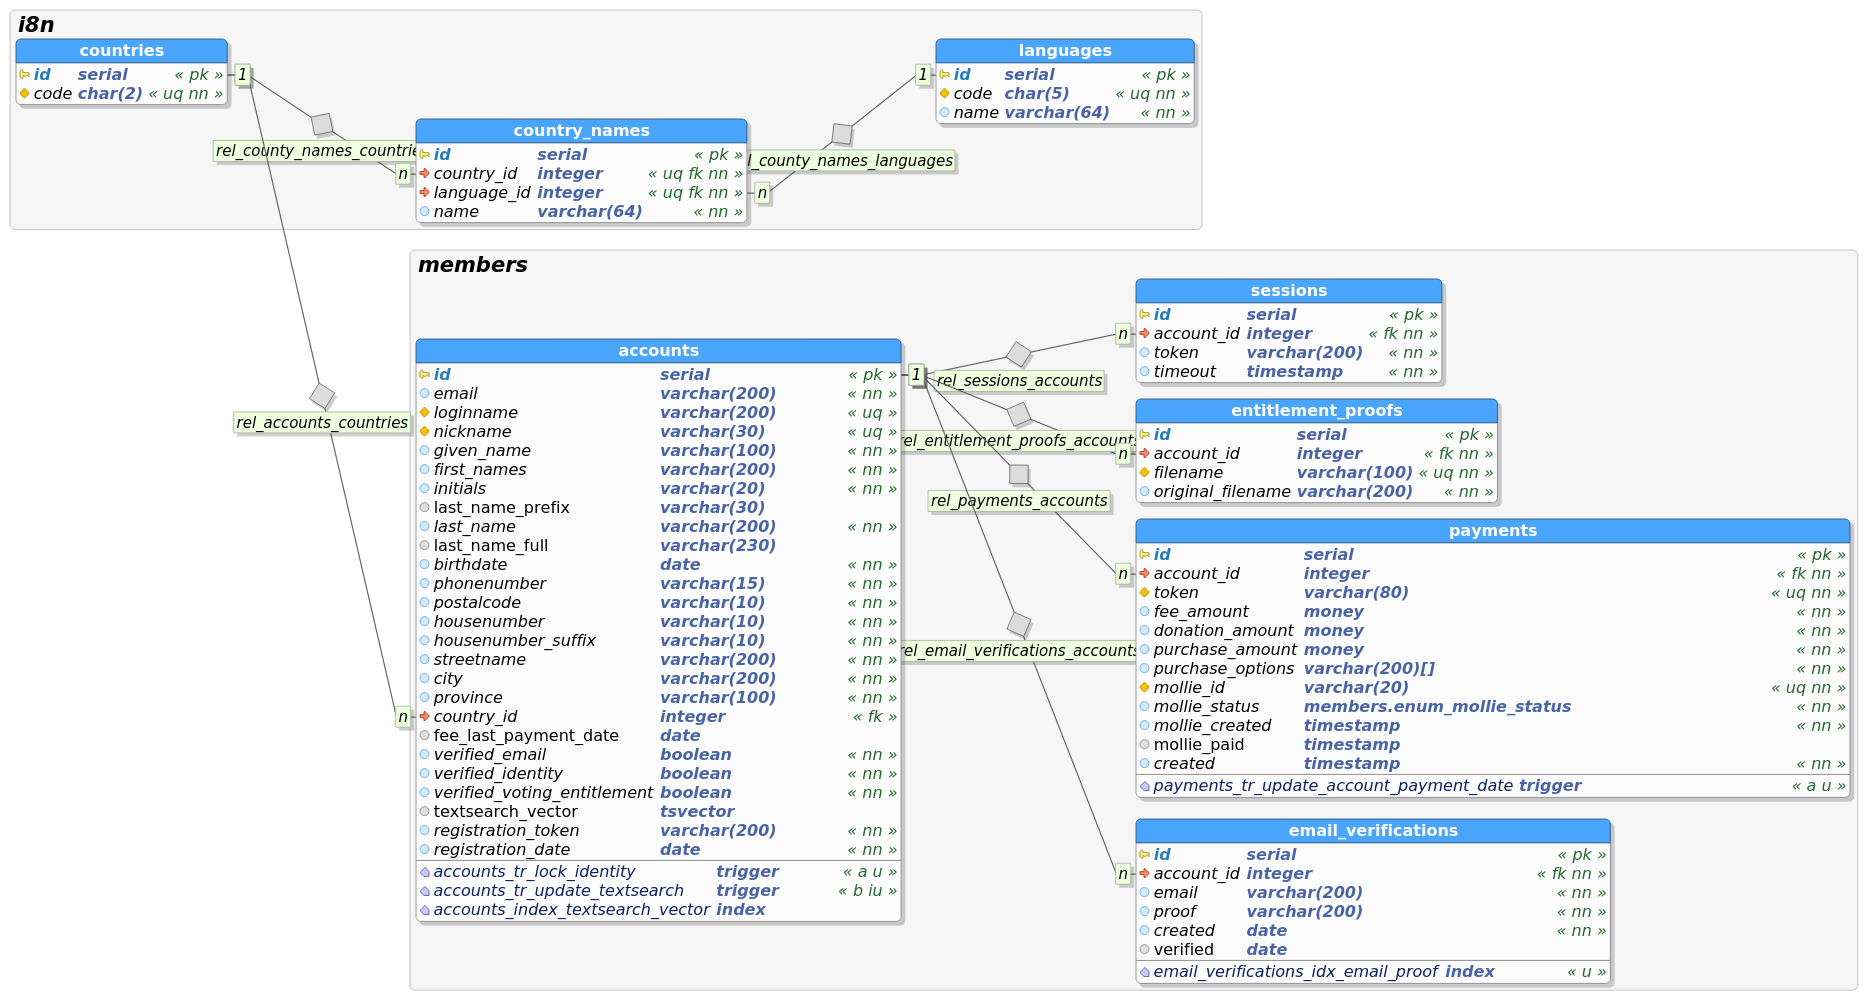 i8n
countries
id serial « pk »
code char(2) « uq nn »
1
rel_county_names_countrie
n
country_names
id serial « pk »
country_id integer « uq fk nn »
language_id integer « uq fk nn »
name varchar(64) « nn »
languages
id serial « pk »
code char(5) « uq nn »
name varchar(64) « nn »
1
l_county_names_languages
n
members
rel_accounts_countries
n
accounts
id serial « pk »
email varchar(200) « nn »
loginname varchar(200) « uq »
nickname varchar(30) « uq »
given_name varchar(100) « nn »
first_names varchar(200) « nn »
initials varchar(20) « nn »
last_name_prefix varchar(30)
last_name varchar(200) « nn »
last_name_full varchar(230)
birthdate date « nn »
phonenumber varchar(15) « nn »
postalcode varchar(10) « nn »
housenumber varchar(10) « nn »
housenumber_suffix varchar(10) « nn »
streetname varchar(200) « nn »
city varchar(200) « nn »
province varchar(100) « nn »
country_id integer « fk »
fee_last_payment_date date
verified_email boolean « nn »
verified_identity boolean « nn »
verified_voting_entitlement boolean « nn »
textsearch_vector tsvector
registration_token varchar(200) « nn »
registration_date date « nn »
accounts_tr_lock_identity trigger « a u »
accounts_tr_update_textsearch trigger « b iu »
accounts_index_textsearch_vector index
1
rel_sessions_accounts
n
rel_entitlement_proofs_accounts
n
rel_payments_accounts
n
rel_email_verifications_accounts
n
sessions
id serial « pk »
account_id integer « fk nn »
token varchar(200) « nn »
timeout timestamp « nn »
entitlement_proofs
id serial « pk »
account_id integer « fk nn »
filename varchar(100) « uq nn »
original_filename varchar(200) « nn »
payments
id serial « pk »
account_id integer « fk nn »
token varchar(80) « uq nn »
fee_amount money « nn »
donation_amount money « nn »
purchase_amount money « nn »
purchase_options varchar(200)[] « nn »
mollie_id varchar(20) « uq nn »
mollie_status members.enum_mollie_status « nn »
mollie_created timestamp « nn »
mollie_paid timestamp
created timestamp « nn »
payments_tr_update_account_payment_date trigger « a u »
email_verifications
id serial « pk »
account_id integer « fk nn »
email varchar(200) « nn »
proof varchar(200) « nn »
created date « nn »
verified date
email_verifications_idx_email_proof index « u »